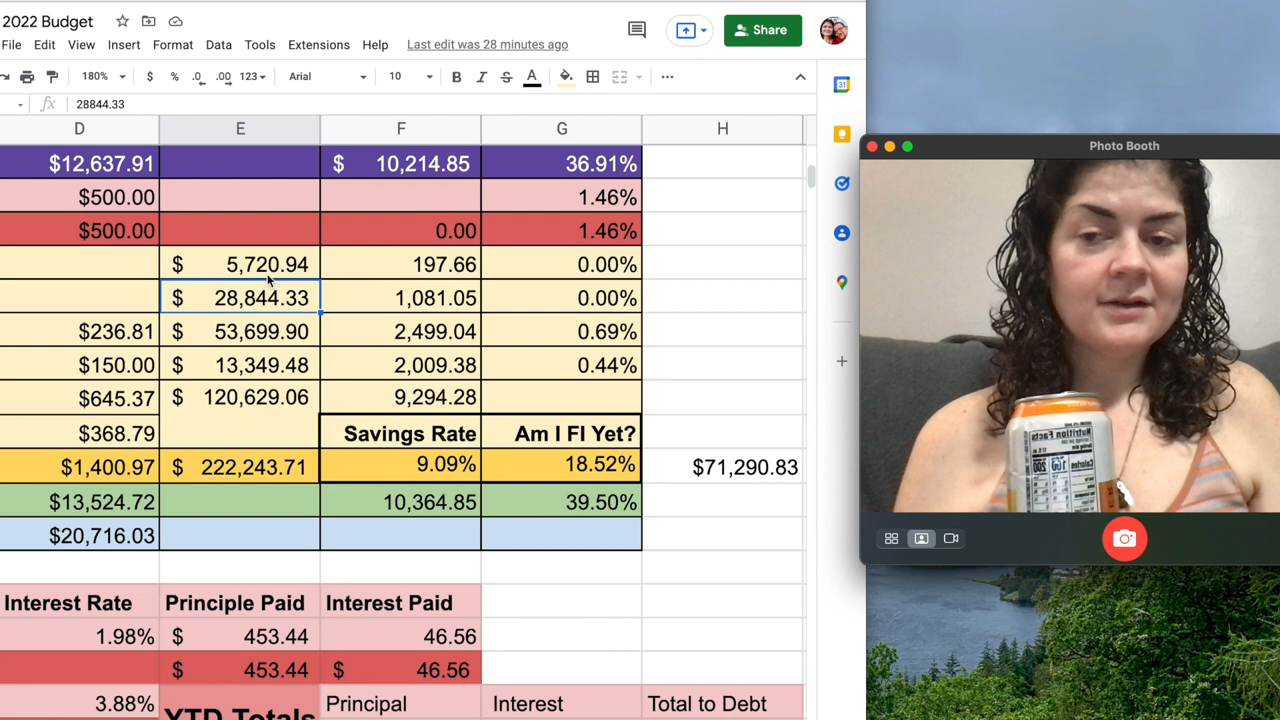 2022 Budget
File Edit View Insert Format Data Tools Extensions Help Last edit was 28 minutes ago
Share
180% $ % .0 .00 123 Arial 10 B I S A
fx 28844.33
31
D E F G H
$12,637.91 $ 10,214.85 36.91%
$500.00 1.46%
$500.00 0.00 1.46%
$ 5,720.94 197.66 0.00%
$ 28,844.33 1,081.05 0.00%
$236.81 $ 53,699.90 2,499.04 0.69%
$150.00 $ 13,349.48 2,009.38 0.44%
$645.37 $ 120,629.06 9,294.28
$368.79 Savings Rate Am I FI Yet?
$1,400.97 $ 222,243.71 9.09% 18.52% $71,290.83
$13,524.72 10,364.85 39.50%
$20,716.03
Interest Rate Principle Paid Interest Paid
1.98% $ 453.44 46.56
$ 453.44 $ 46.56
3.88% YTD Totals Principal Interest Total to Debt
Photo Booth
Nutrition Facts
Calories